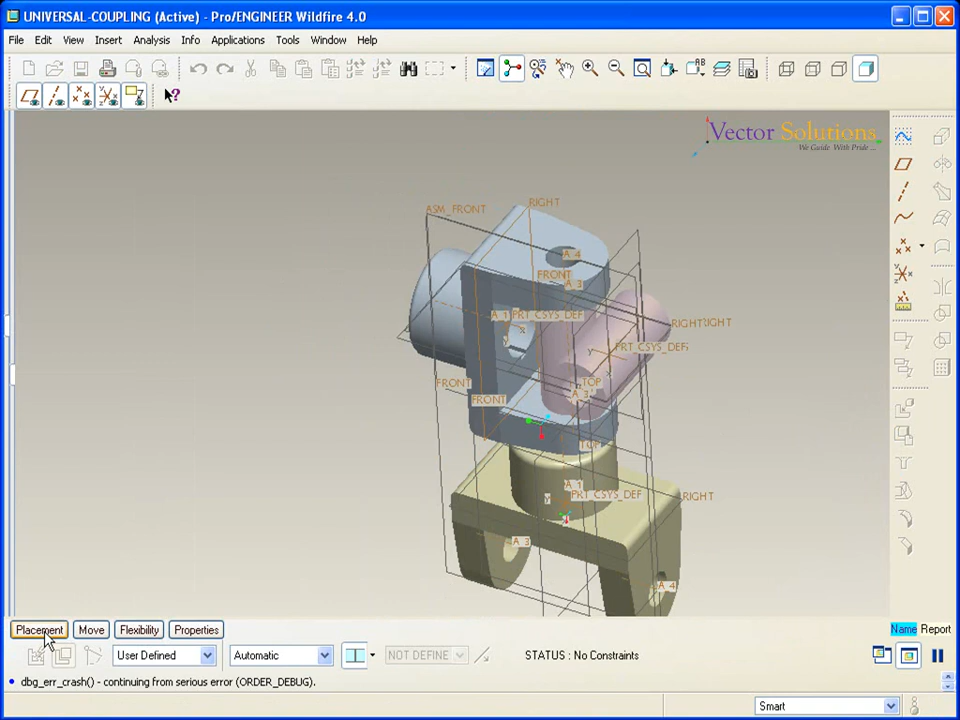 UNIVERSAL-COUPLING (Active) - Pro/ENGINEER Wildfire 4.0
File Edit View Insert Analysis Info Applications Tools Window Help
Vector Solutions
We Guide With Pride ...
ASM_FRONT
RIGHT
A_4
FRONT
A_3
A_1
PRT_CSYS_DEF
x
y
RIGHT
RIGHT
y
PRT_CSYS_DEF
x
FRONT
TOP
A_3
FRONT
TOP
A_1
Y
PRT_CSYS_DEF
RIGHT
A_3
A_4
Placement Move Flexibility Properties
Name Report
User Defined Automatic NOT DEFINE STATUS : No Constraints
dbg_err_crash() - continuing from serious error (ORDER_DEBUG).
Smart